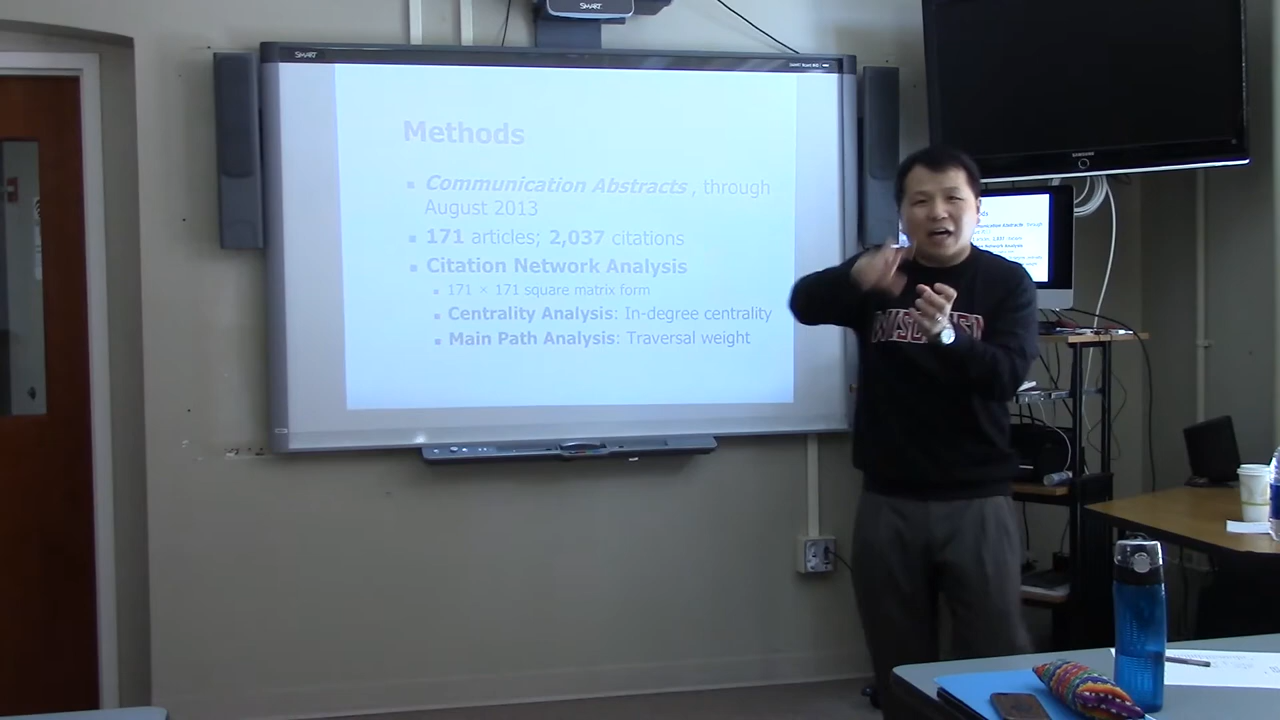 SMART
SMART
Methods
Communication Abstracts , through
August 2013
171 articles; 2,037 citations
Citation Network Analysis
171 × 171 square matrix form
Centrality Analysis: In-degree centrality
Main Path Analysis: Traversal weight
SAMSUNG